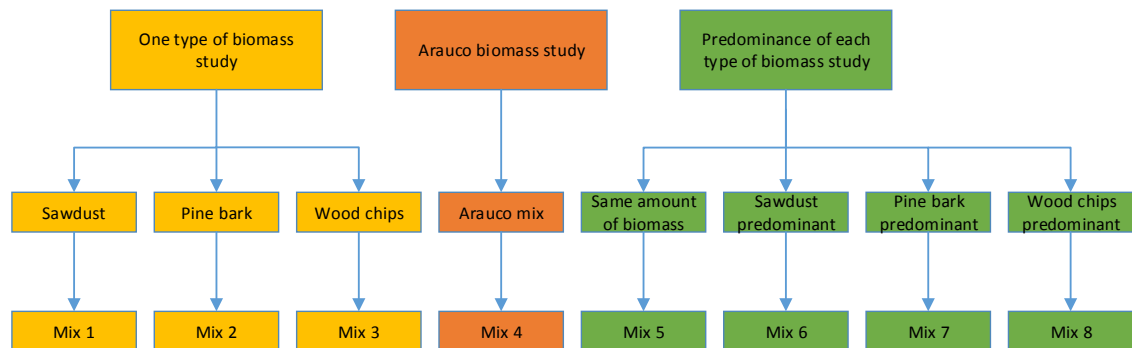 One type of biomass
study
Arauco biomass study
Predominance of each
type of biomass study
Sawdust
Pine bark
Wood chips
Arauco mix
Same amount
of biomass
Sawdust
predominant
Pine bark
predominant
Wood chips
predominant
Mix 1
Mix 2
Mix 3
Mix 4
Mix 5
Mix 6
Mix 7
Mix 8